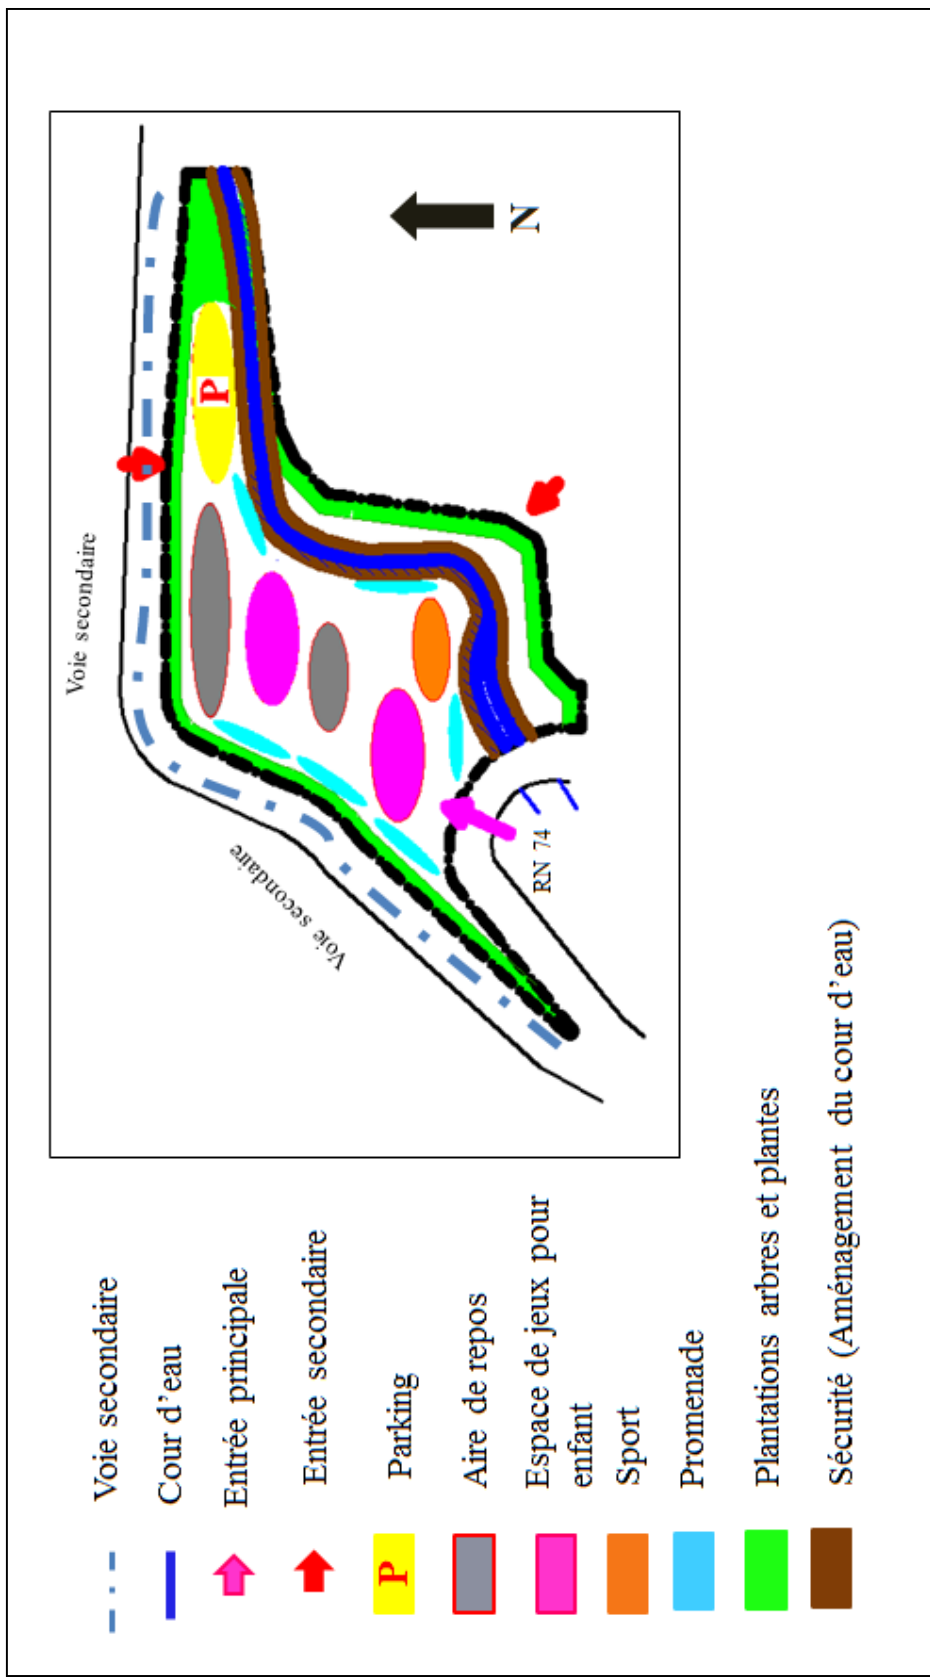 Voie secondaire
Voie secondaire
P
N
RN 74
Voie secondaire
Cour d’eau
Entrée principale
Entrée secondaire
P
Parking
Aire de repos
Espace de jeux pour
enfant
Sport
Promenade
Plantations arbres et plantes
Sécurité (Aménagement du cour d’eau)